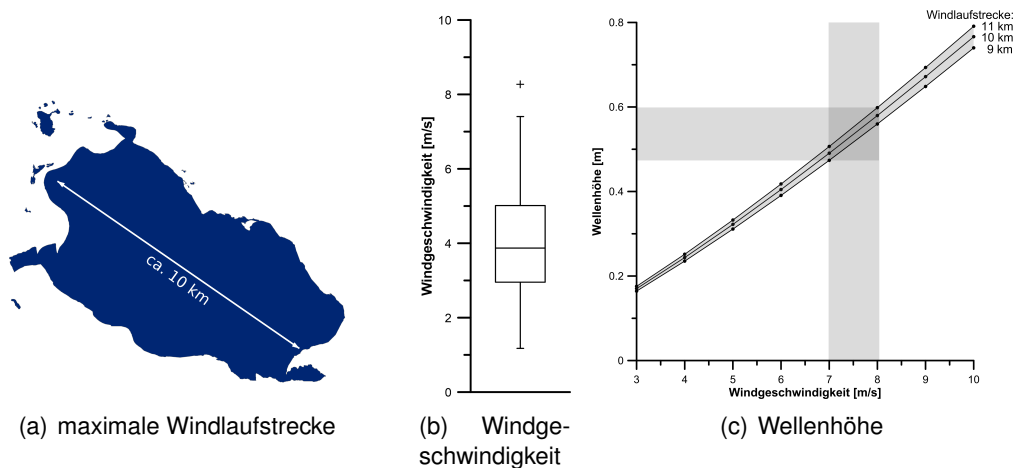 ca. 10 km
(a) maximale Windlaufstrecke
10
8
6
4
2
0
Windgeschwindigkeit [m/s]
(b) Windge-
schwindigkeit
Windlaufstrecke:
11 km
10 km
9 km
0.8
0.6
0.4
0.2
0
Wellenhöhe [m]
3 4 5 6 7 8 9 10
Windgeschwindigkeit [m/s]
(c) Wellenhöhe